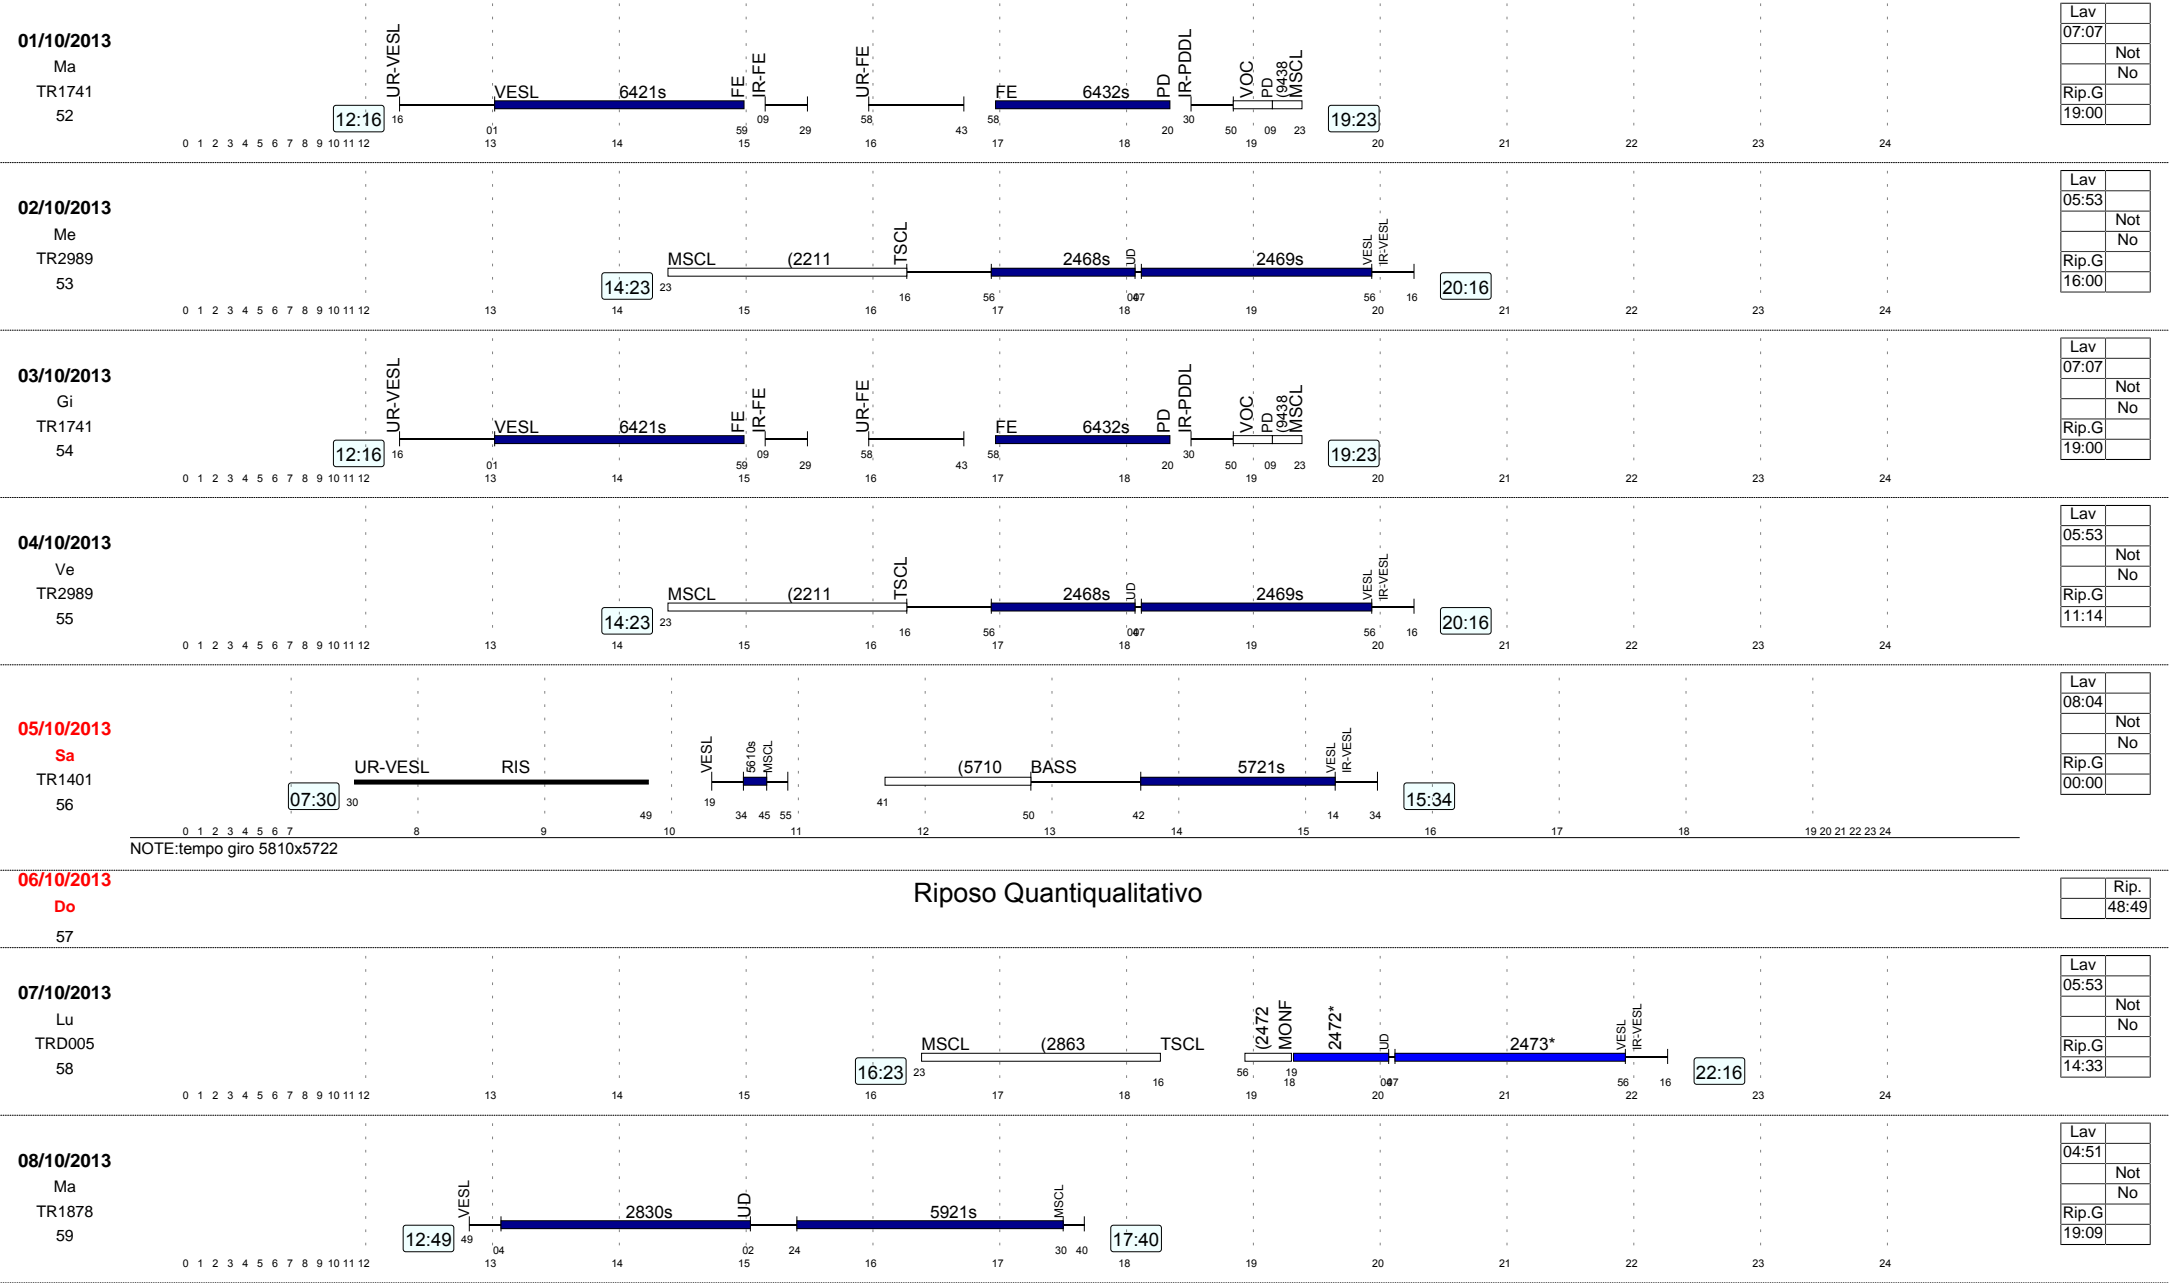 01/10/2013
Ma
TR1741
52
12:16
UR-VESL
VESL 6421s FE
IR-FE
UR-FE
FE 6432s PD
IR-PDDL
VOC
PD
(9438
MSCL
19:23
16 01 59 09 29 58 43 58 20 30 50 09 23
0 1 2 3 4 5 6 7 8 9 10 11 12 13 14 15 16 17 18 19 20 21 22 23 24
Lav
07:07
Not
No
Rip.G
19:00
02/10/2013
Me
TR2989
53
14:23
MSCL (2211 TSCL
2468s UD 2469s VESL IR-VESL
20:16
23 16 56 04 07 56 16
0 1 2 3 4 5 6 7 8 9 10 11 12 13 14 15 16 17 18 19 20 21 22 23 24
Lav
05:53
Not
No
Rip.G
16:00
03/10/2013
Gi
TR1741
54
12:16
UR-VESL
VESL 6421s FE
IR-FE
UR-FE
FE 6432s PD
IR-PDDL
VOC
PD
(9438
MSCL
19:23
16 01 59 09 29 58 43 58 20 30 50 09 23
0 1 2 3 4 5 6 7 8 9 10 11 12 13 14 15 16 17 18 19 20 21 22 23 24
Lav
07:07
Not
No
Rip.G
19:00
04/10/2013
Ve
TR2989
55
14:23
MSCL (2211 TSCL
2468s UD 2469s VESL IR-VESL
20:16
23 16 56 04 07 56 16
0 1 2 3 4 5 6 7 8 9 10 11 12 13 14 15 16 17 18 19 20 21 22 23 24
Lav
05:53
Not
No
Rip.G
11:14
05/10/2013
Sa
TR1401
56
07:30
UR-VESL RIS
VESL 5610s MSCL
(5710 BASS 5721s VESL IR-VESL
15:34
30 49 19 34 45 55 41 50 42 14 34
0 1 2 3 4 5 6 7 8 9 10 11 12 13 14 15 16 17 18 19 20 21 22 23 24
NOTE:tempo giro 5810x5722
Lav
08:04
Not
No
Rip.G
00:00
06/10/2013
Do
57
Riposo Quantiqualitativo
Rip.
48:49
07/10/2013
Lu
TRD005
58
16:23
MSCL (2863 TSCL
(2472 MONF 2472* UD 2473* VESL IR-VESL
22:16
23 16 56 19 18 04 07 56 16
0 1 2 3 4 5 6 7 8 9 10 11 12 13 14 15 16 17 18 19 20 21 22 23 24
Lav
05:53
Not
No
Rip.G
14:33
08/10/2013
Ma
TR1878
59
12:49
VESL 2830s UD 5921s MSCL
17:40
49 04 02 24 30 40
0 1 2 3 4 5 6 7 8 9 10 11 12 13 14 15 16 17 18 19 20 21 22 23 24
Lav
04:51
Not
No
Rip.G
19:09